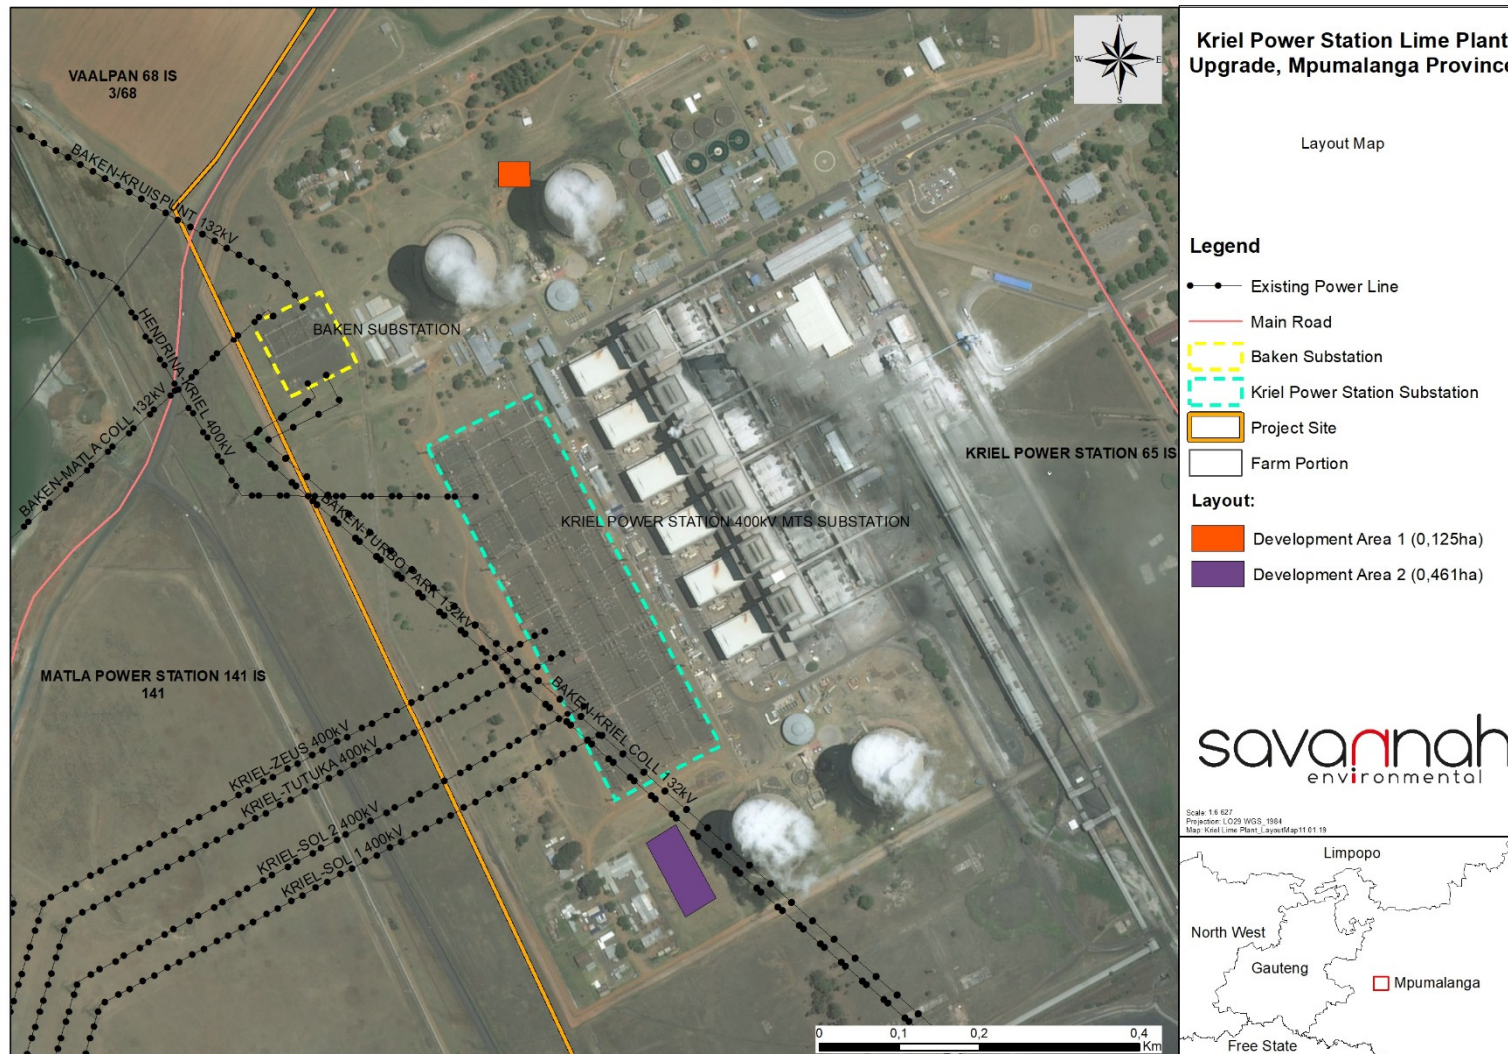 VAALPAN 68 IS
3/68
N
W
E
S
BAKEN-KRUISPUNT 132kV
HENDRINA-KRIEL 400kV
BAKEN SUBSTATION
BAKEN-MATLA COLL 132kV
KRIEL POWER STATION 65 IS
BAKEN-TURBO PARK 132kV
KRIEL POWER STATION 400kV MTS SUBSTATION
MATLA POWER STATION 141 IS
141
BAKEN-KRIEL COLL 132kV
KRIEL-ZEUS 400kV
KRIEL-TUTUKA 400kV
KRIEL-SOL 2 400kV
KRIEL-SOL 1 400kV
0 0,1 0,2 0,4
Km
Kriel Power Station Lime Plant
Upgrade, Mpumalanga Province
Layout Map
Legend
Existing Power Line
Main Road
Baken Substation
Kriel Power Station Substation
Project Site
Farm Portion
Layout:
Development Area 1 (0,125ha)
Development Area 2 (0,461ha)
savannah
environmental
Scale: 1:6 627
Projection: LO29 WGS_1984
Map: Kriel Lime Plant_LayoutMap11.01.19
Limpopo
North West
Gauteng
Mpumalanga
Free State